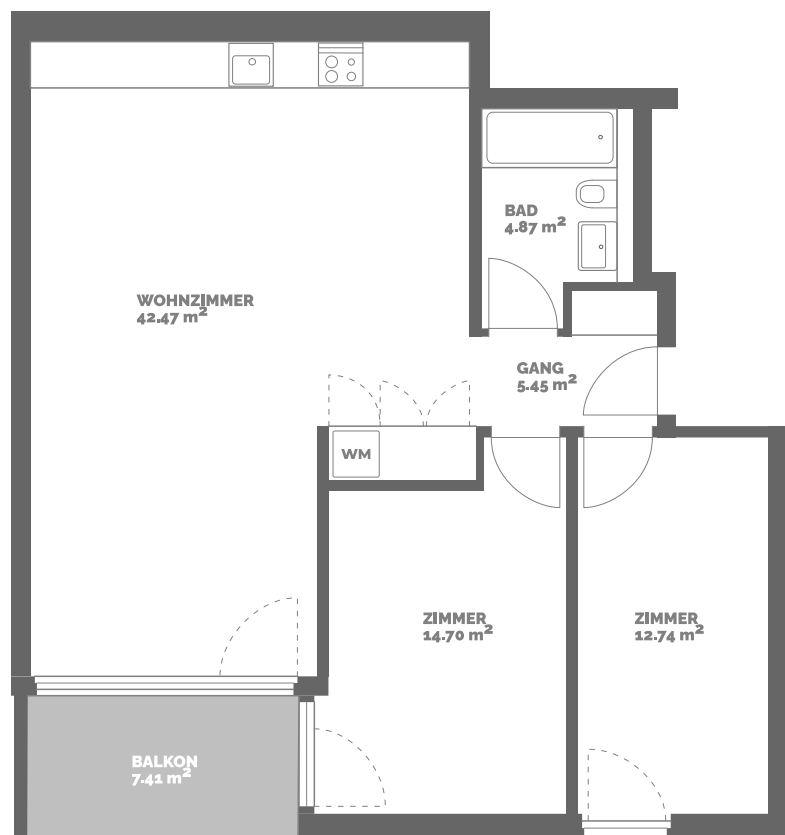 BAD
4.87 m²
WOHNZIMMER
42.47 m²
GANG
5.45 m²
WM
ZIMMER
14.70 m²
ZIMMER
12.74 m²
BALKON
7.41 m²